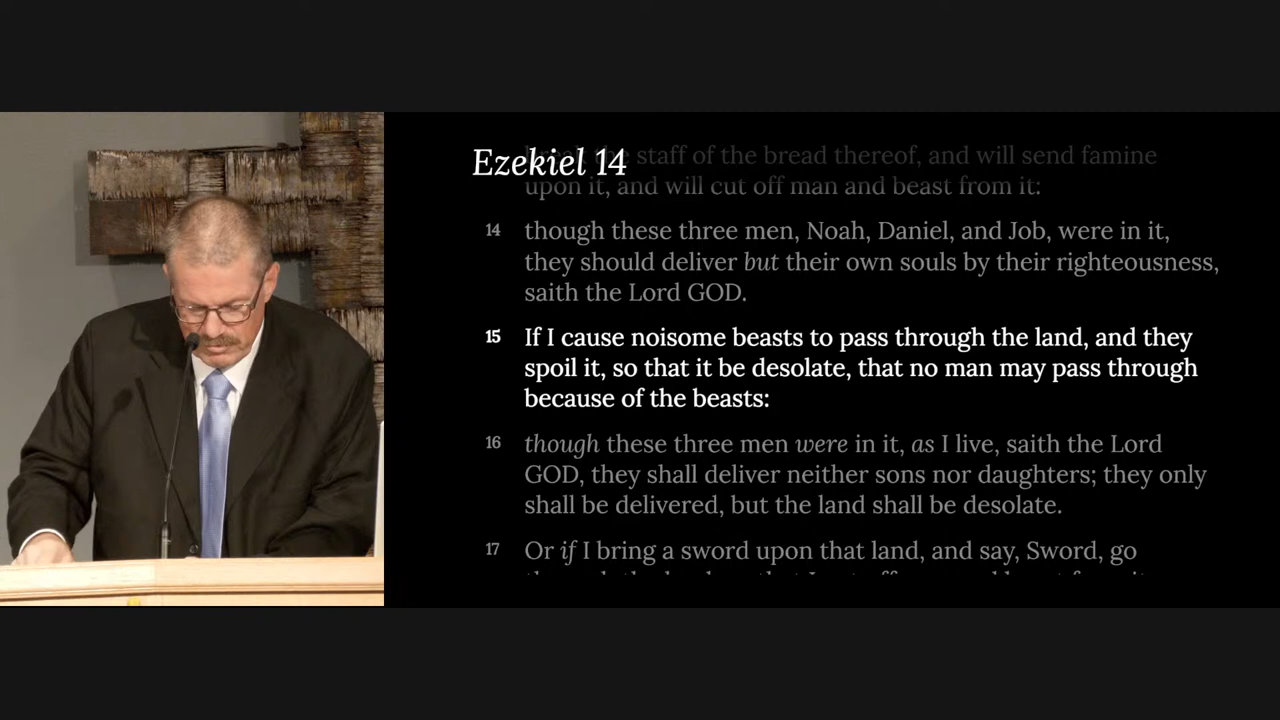 Ezekiel 14
the staff of the bread thereof, and will send famine
upon it, and will cut off man and beast from it:
14 though these three men, Noah, Daniel, and Job, were in it,
they should deliver but their own souls by their righteousness,
saith the Lord GOD.
15 If I cause noisome beasts to pass through the land, and they
spoil it, so that it be desolate, that no man may pass through
because of the beasts:
16 though these three men were in it, as I live, saith the Lord
GOD, they shall deliver neither sons nor daughters; they only
shall be delivered, but the land shall be desolate.
17 Or if I bring a sword upon that land, and say, Sword, go